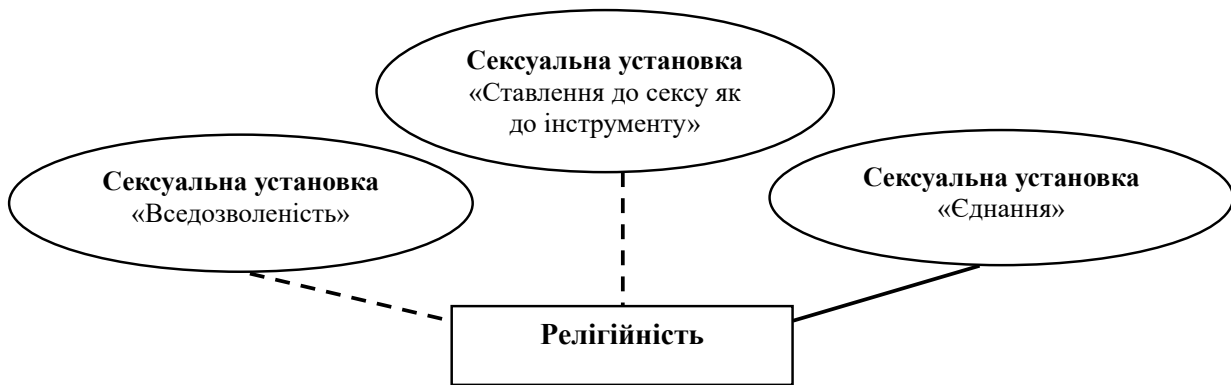 Сексуальна установка
«Ставлення до сексу як
до інструменту»
Сексуальна установка
«Вседозволеність»
Сексуальна установка
«Єднання»
Релігійність